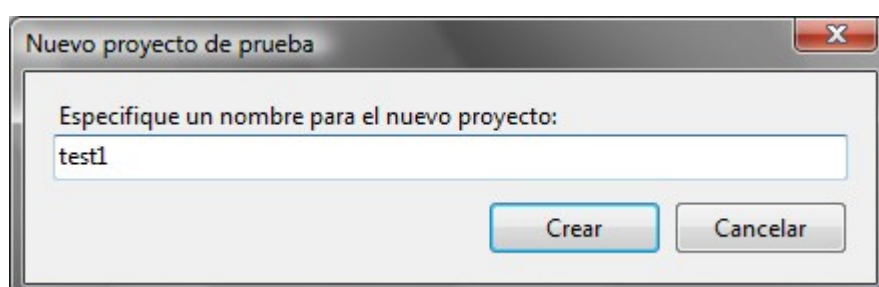 Nuevo proyecto de prueba
Especifique un nombre para el nuevo proyecto:
test1
Crear
Cancelar